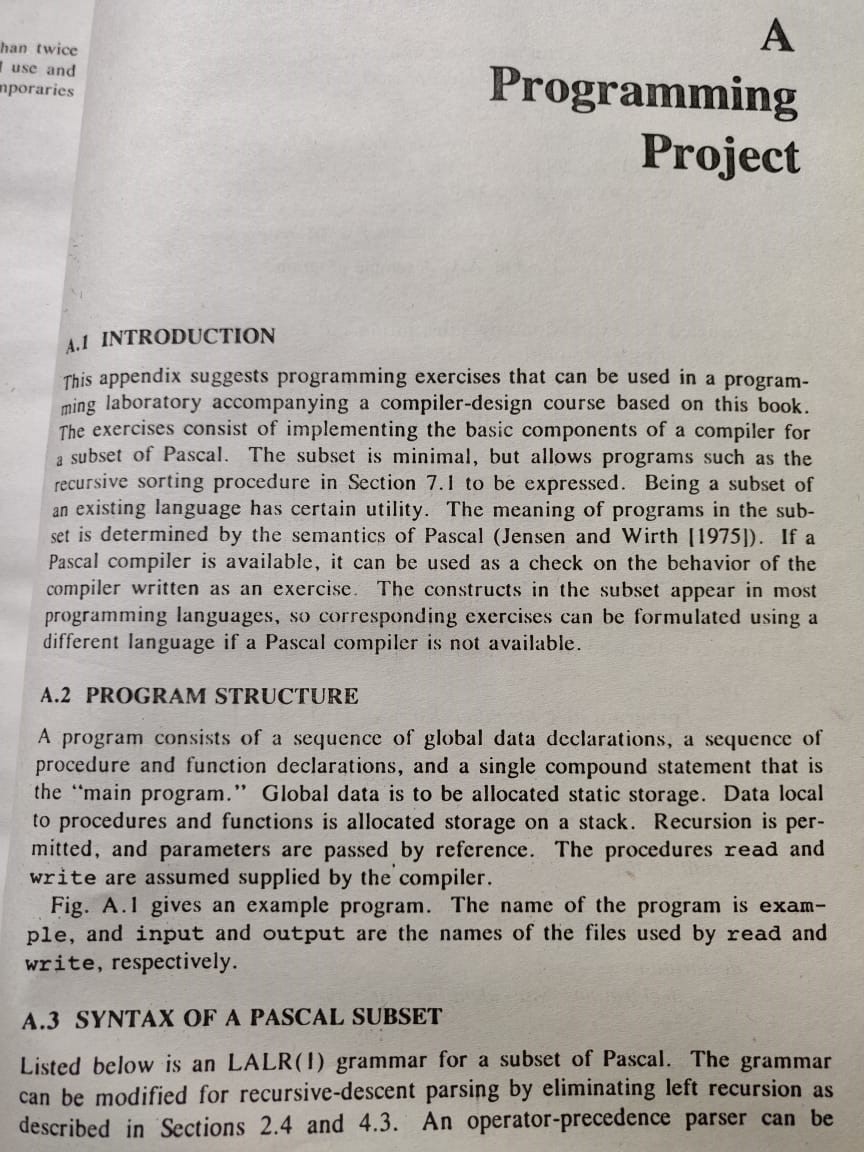 han twice
use and
mporaries
A
Programming
Project
A.1 INTRODUCTION
This appendix suggests programming exercises that can be used in a program-
ming laboratory accompanying a compiler-design course based on this book.
The exercises consist of implementing the basic components of a compiler for
a subset of Pascal. The subset is minimal, but allows programs such as the
recursive sorting procedure in Section 7.1 to be expressed. Being a subset of
an existing language has certain utility. The meaning of programs in the sub-
set is determined by the semantics of Pascal (Jensen and Wirth [1975]). If a
Pascal compiler is available, it can be used as a check on the behavior of the
compiler written as an exercise. The constructs in the subset appear in most
programming languages, so corresponding exercises can be formulated using a
different language if a Pascal compiler is not available.
A.2 PROGRAM STRUCTURE
A program consists of a sequence of global data declarations, a sequence of
procedure and function declarations, and a single compound statement that is
the “main program.” Global data is to be allocated static storage. Data local
to procedures and functions is allocated storage on a stack. Recursion is per-
mitted, and parameters are passed by reference. The procedures read and
write are assumed supplied by the compiler.
Fig. A.1 gives an example program. The name of the program is exam-
ple, and input and output are the names of the files used by read and
write, respectively.
A.3 SYNTAX OF A PASCAL SUBSET
Listed below is an LALR(1) grammar for a subset of Pascal. The grammar
can be modified for recursive-descent parsing by eliminating left recursion as
described in Sections 2.4 and 4.3. An operator-precedence parser can be